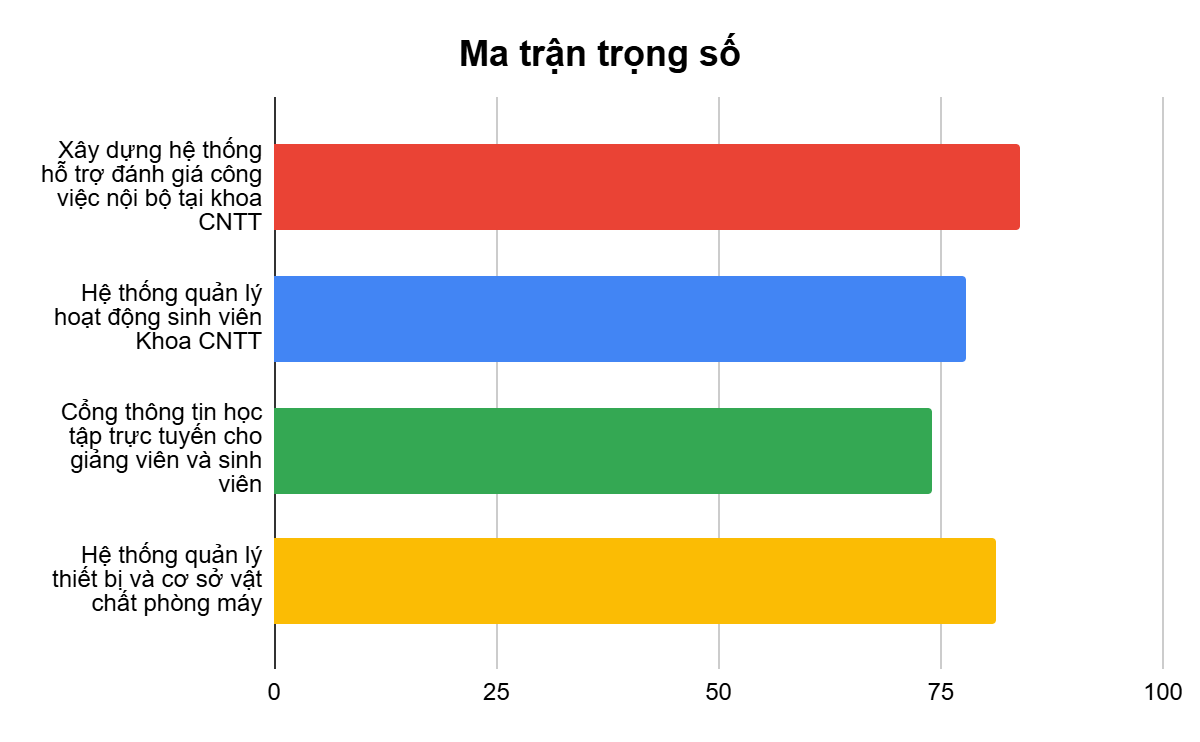 Ma trận trọng số
Xây dựng hệ thống
hỗ trợ đánh giá công
việc nội bộ tại khoa
CNTT
Hệ thống quản lý
hoạt động sinh viên
Khoa CNTT
Cổng thông tin học
tập trực tuyến cho
giảng viên và sinh
viên
Hệ thống quản lý
thiết bị và cơ sở vật
chất phòng máy
0 25 50 75 100